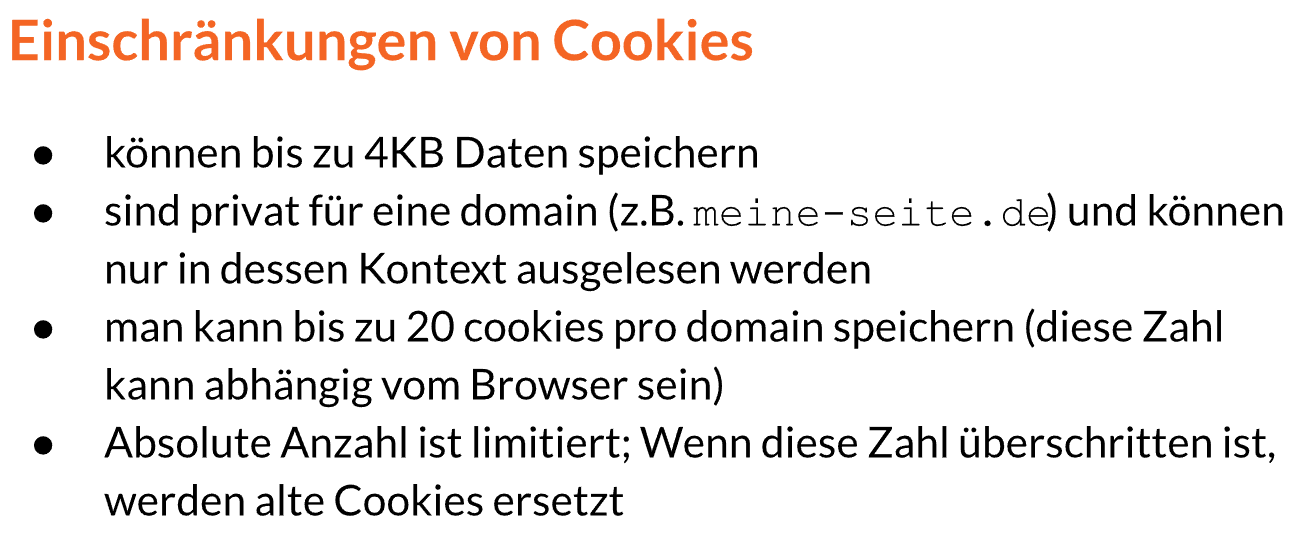 Einschränkungen von Cookies
● können bis zu 4KB Daten speichern
● sind privat für eine domain (z.B. meine-seite.de) und können
nur in dessen Kontext ausgelesen werden
● man kann bis zu 20 cookies pro domain speichern (diese Zahl
kann abhängig vom Browser sein)
● Absolute Anzahl ist limitiert; Wenn diese Zahl überschritten ist,
werden alte Cookies ersetzt